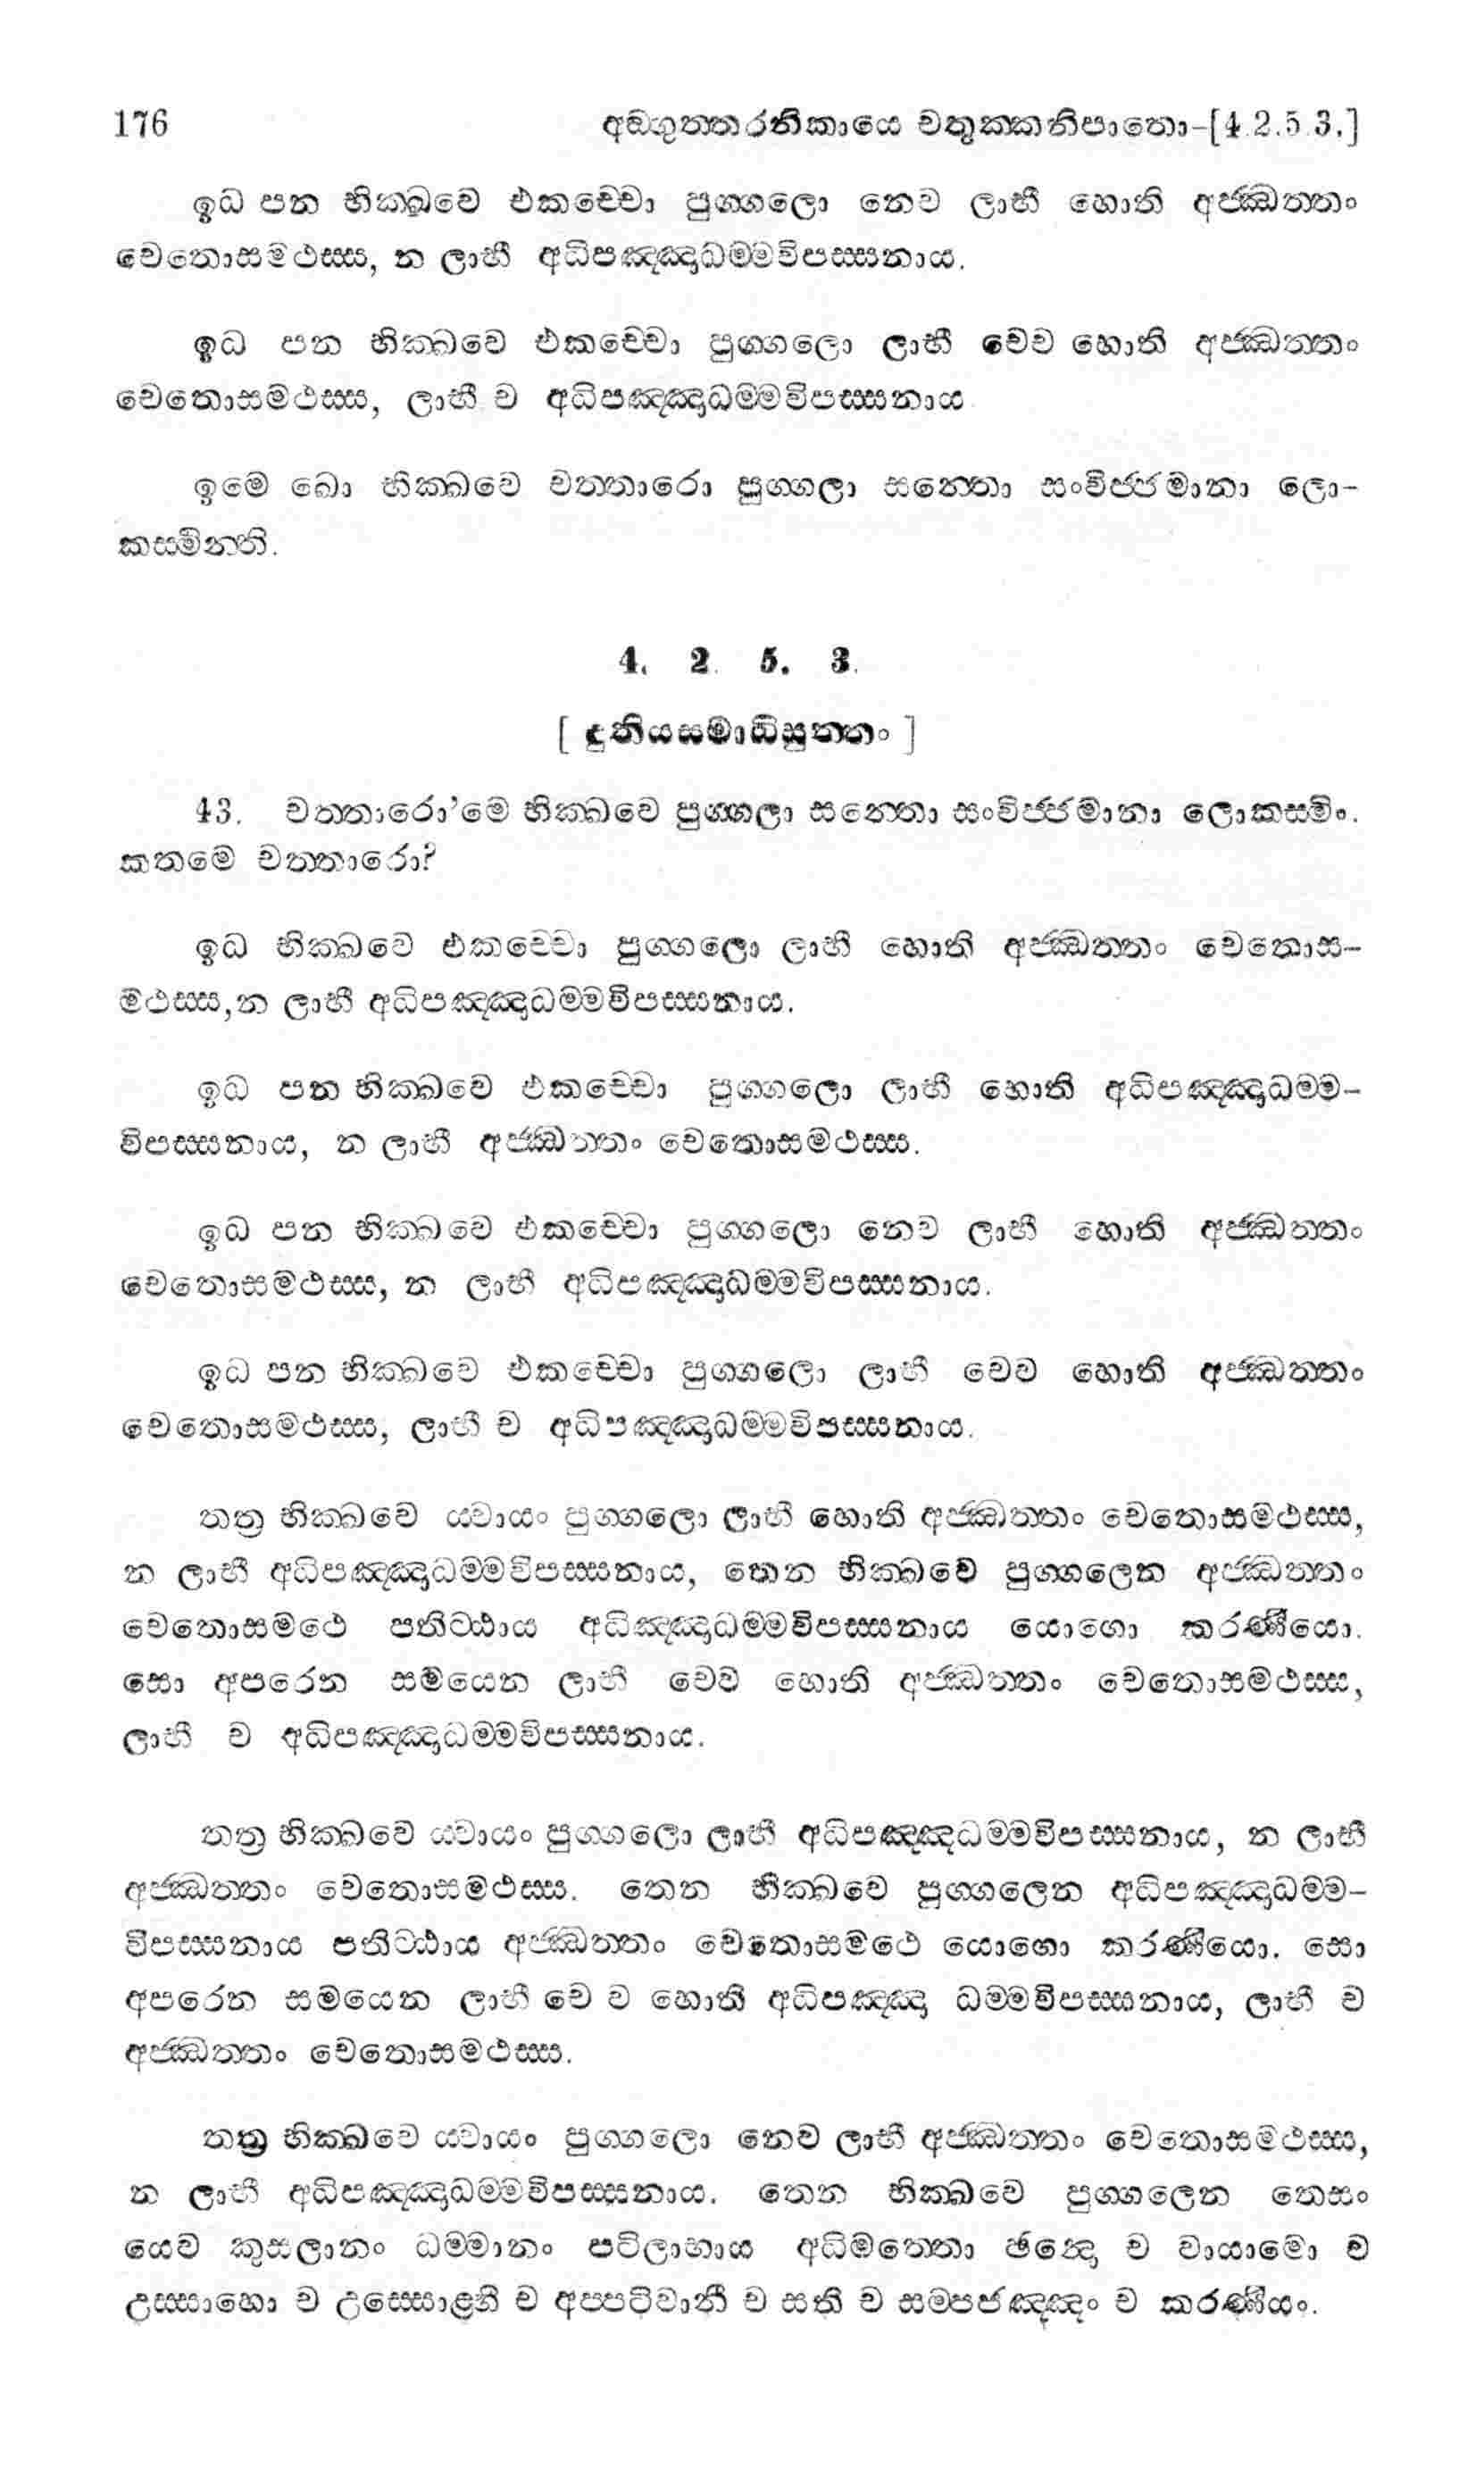 176 අඞ්ගුත්තරනිකායෙ චතුක්කනිපාතො-[4.2.5.3.]
ඉධ පන භික්ඛවෙ එකච්චො පුග්ගලො නෙව ලාභී හොති අජ්ඣත්තං
චෙතොසමථස්ස, න ලාභී අධිපඤ්ඤාධම්මවිපස්සනාය.
ඉධ පන භික්ඛවෙ එකච්චො පුග්ගලො ලාභී චෙව හොති අජ්ඣත්තං
චෙතොසමථස්ස, ලාභී ච අධිපඤ්ඤාධම්මවිපස්සනාය
ඉමෙ ඛො භික්ඛවෙ චත්තාරො පුග්ගලා සන්තො සංවිජ්ජමානා ලො-
කස්මින්ති.
4. 2. 5. 3.
[ දුතියසමාධිසුත්තං ]
43. චත්තාරො’මෙ භික්ඛවෙ පුග්ගලා සන්තො සංවිජ්ජමානා ලොකස්මිං.
කතමෙ චත්තාරො?
ඉධ භික්ඛවෙ එකච්චො පුග්ගලො ලාභී හොති අජ්ඣත්තං චෙතොස-
මථස්ස,න ලාභී අධිපඤ්ඤාධම්මවිපස්සනාය.
ඉධ පන භික්ඛවෙ එකච්චො පුග්ගලො ලාභී හොති අධිපඤ්ඤාධම්ම-
විපස්සනාය, න ලාභී අජ්ඣත්තං චෙතොසමථස්ස.
ඉධ පන භික්ඛවෙ එකච්චො පුග්ගලො නෙව ලාභී හොති අජ්ඣත්තං
චෙතොසමථස්ස, න ලාභී අධිපඤ්ඤාධම්මවිපස්සනාය.
ඉධ පන භික්ඛවෙ එකච්චො පුග්ගලො ලාභී චෙව හොති අජ්ඣත්තං
චෙතොසමථස්ස, ලාභී ච අධිපඤ්ඤාධම්මවිපස්සනාය.
තත්‍ර භික්ඛවෙ ය්වායං පුග්ගලො ලාභී හොති අජ්ඣත්තං චෙතොසමථස්ස,
න ලාභී අධිපඤ්ඤාධම්මවිපස්සනාය, තෙන භික්ඛවෙ පුග්ගලෙන අජ්ඣත්තං
චෙතොසමථෙ පතිට්ඨාය අධිඤ්ඤාධම්මවිපස්සනාය යොගො කරණීයො.
සො අපරෙන සමයෙන ලාභී චෙව හොති අජ්ඣත්තං චෙතොසමථස්ස,
ලාභී ච අධිපඤ්ඤාධම්මවිපස්සනාය.
තත්‍ර භික්ඛවෙ ය්වායං පුග්ගලො ලාභී අධිපඤ්ඤධම්මවිපස්සනාය, න ලාභී
අජ්ඣත්තං චෙතොසමථස්ස. තෙන භික්ඛවෙ පුග්ගලෙන අධිපඤ්ඤාධම්ම-
විපස්සනාය පතිට්ඨාය අජ්ඣත්තං චෙතොසමථෙ යොගො කරණීයො. සො
අපරෙන සමයෙන ලාභී චෙ ව හොති අධිපඤ්ඤා ධම්මවිපස්සනාය, ලාභී ච
අජ්ඣත්තං චෙතොසමථස්ස.
තත්‍ර භික්ඛවෙ ය්වායං පුග්ගලො නෙව ලාභී අජ්ඣත්තං චෙතොසමථස්ස,
න ලාභී අධිපඤ්ඤාධම්මවිපස්සනාය. තෙන භික්ඛවෙ පුග්ගලෙන තෙසං
යෙව කුසලානං ධම්මානං පටිලාභාය අධිමත්තො ඡන්දො ච වායාමො ච
උස්සාහො ච උස්සොළ්හි ච අප්පටිවානී ච සති ච සම්පජඤ්ඤං ච කරණීයං.